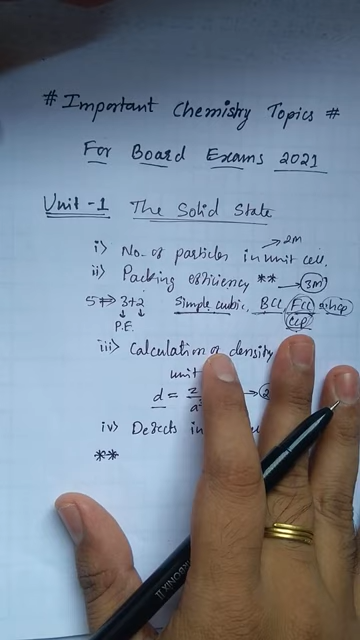 # Important Chemistry Topics #
For Board Exams 2021
Unit-1 The Solid State
→ 2M
i> No. of particles in unit cell.
ii> Packing efficiency ** → 3M
5 ⇒ 3+2 Simple cubic, BCC, FCC
↓ ↓ ccp
P.E.
iii> Calculation of density
unit
d = z
a
iv> Defects in
**